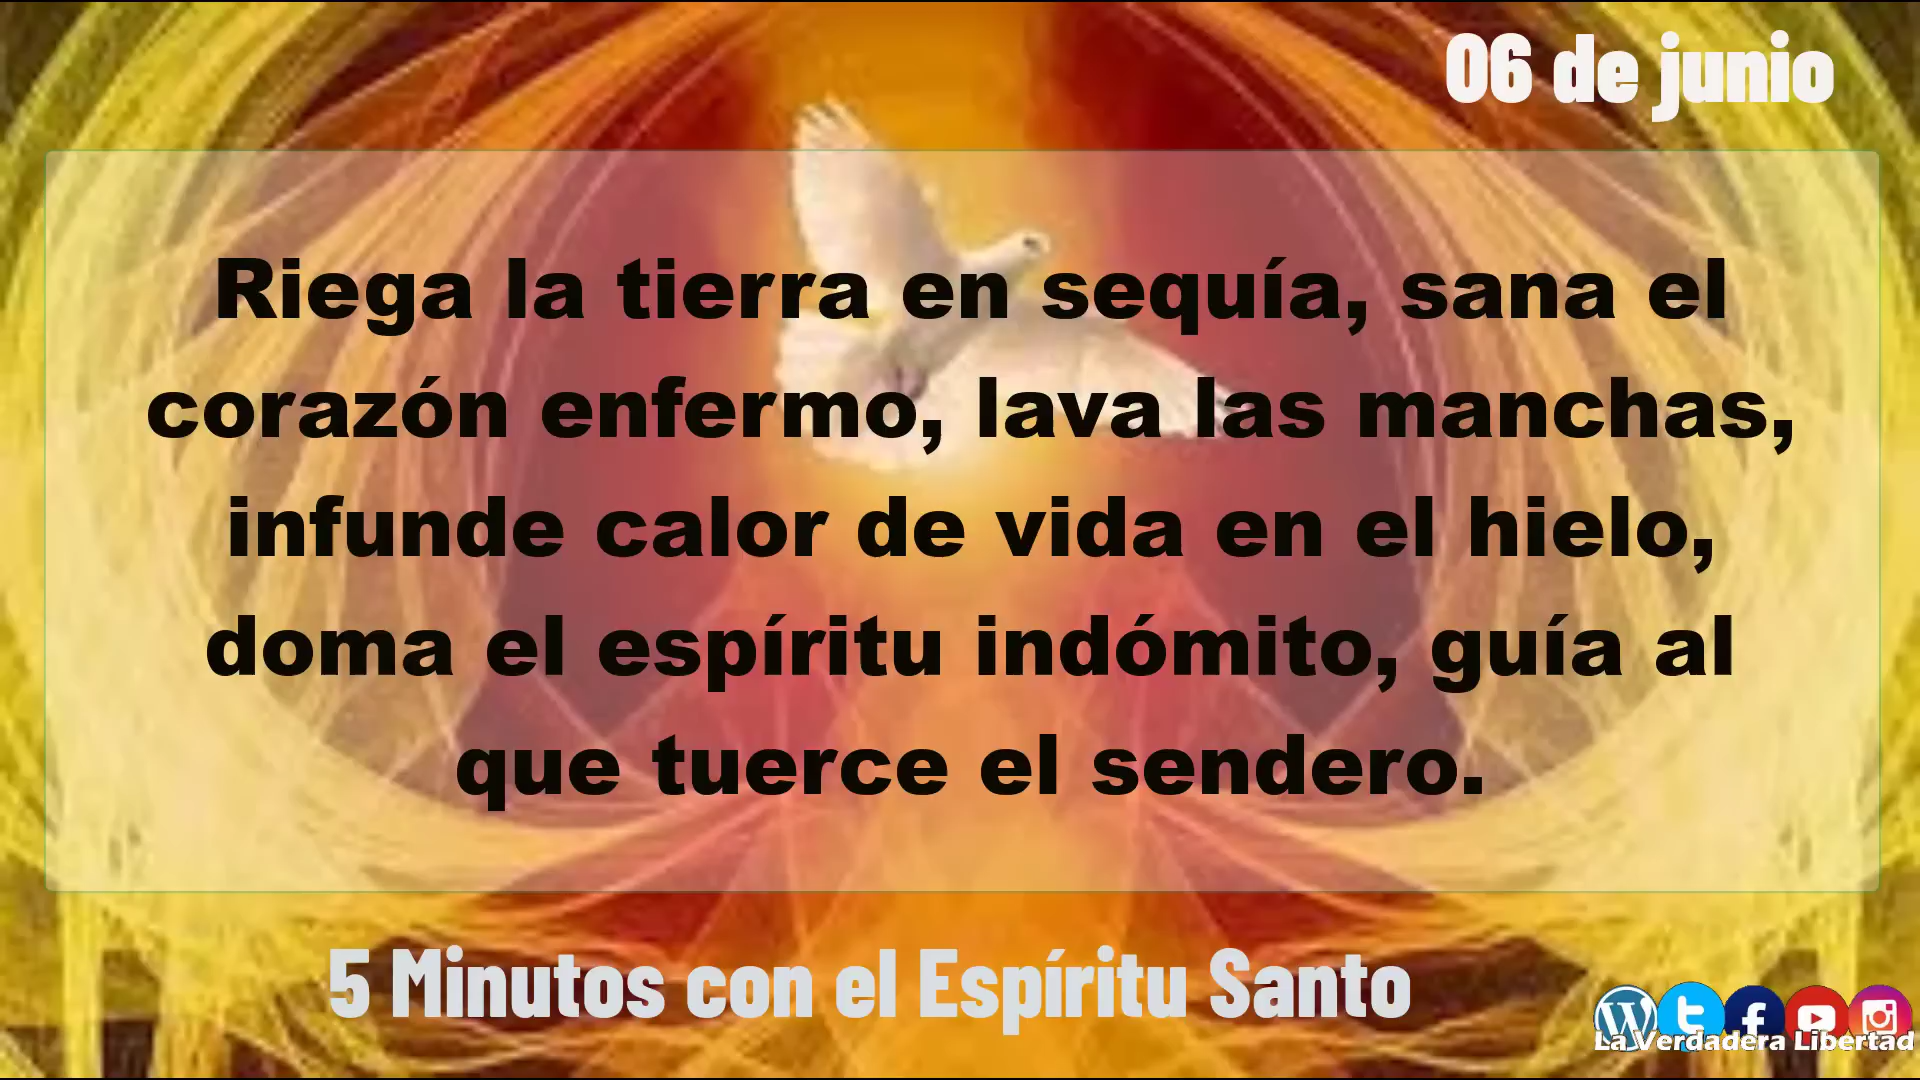 06 de junio
Riega la tierra en sequía, sana el
corazón enfermo, lava las manchas,
infunde calor de vida en el hielo,
doma el espíritu indómito, guía al
que tuerce el sendero.
5 Minutos con el Espíritu Santo
La Verdadera Libertad